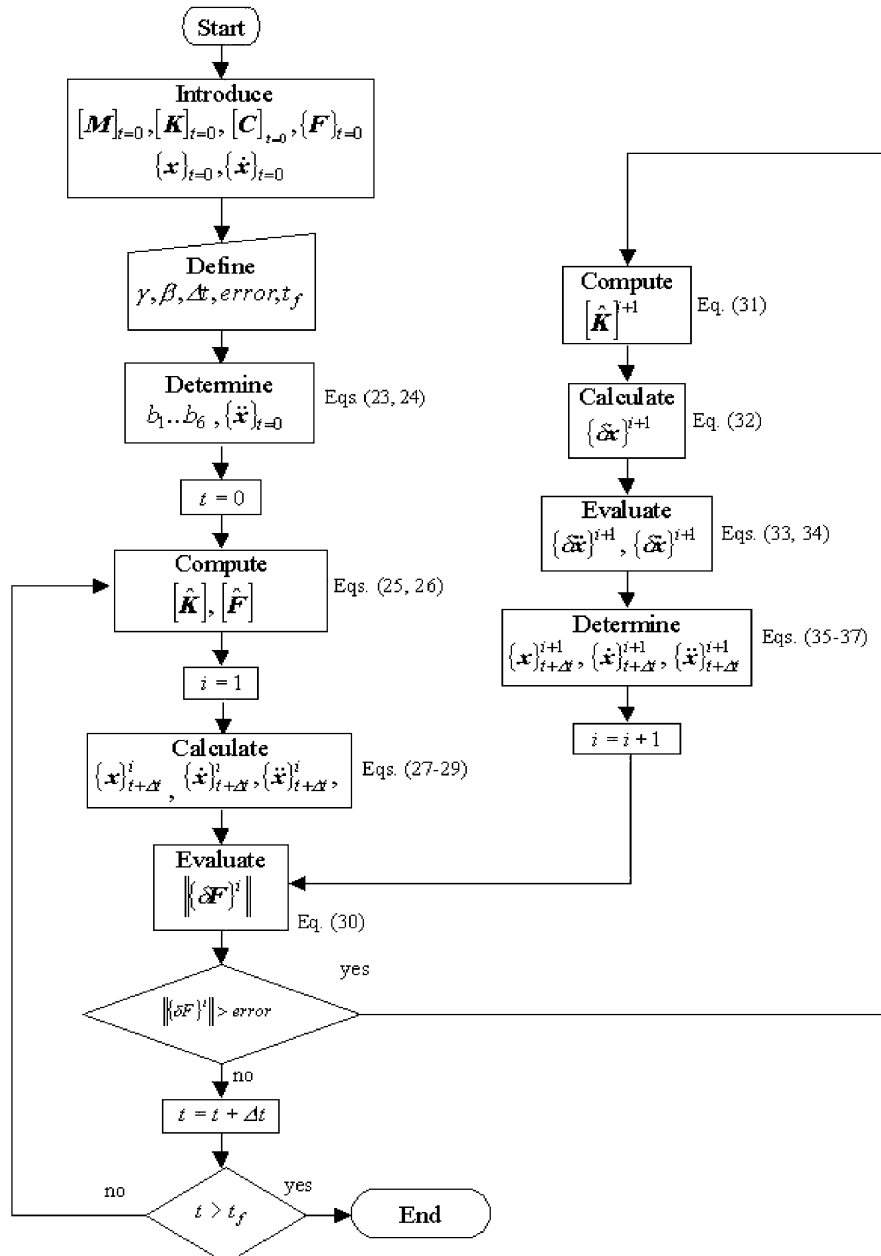 Start
Introduce
[M]t=0, [K]t=0, [C]t=0, {F}t=0
{x}t=0, {ẋ}t=0
Define
γ, β, Δt, error, t_f
Determine
b₁...b₆ , {ẍ}t=0
Eqs. (23, 24)
t = 0
Compute
[K̂], [F̂]
Eqs. (25, 26)
i = 1
Calculate
{x}ⁱt+Δt , {ẋ}ⁱt+Δt, {ẍ}ⁱt+Δt,
Eqs. (27-29)
Evaluate
‖{δF}ⁱ‖
Eq. (30)
‖{δF}ⁱ‖ > error
yes
no
t = t + Δt
t > t_f
no
yes
End
Compute
[K̂]ⁱ⁺¹
Eq. (31)
Calculate
{δx}ⁱ⁺¹
Eq. (32)
Evaluate
{δẍ}ⁱ⁺¹ , {δẍ}ⁱ⁺¹
Eqs. (33, 34)
Determine
{x}ⁱ⁺¹t+Δt, {ẋ}ⁱ⁺¹t+Δt, {ẍ}ⁱ⁺¹t+Δt
Eqs. (35-37)
i = i + 1